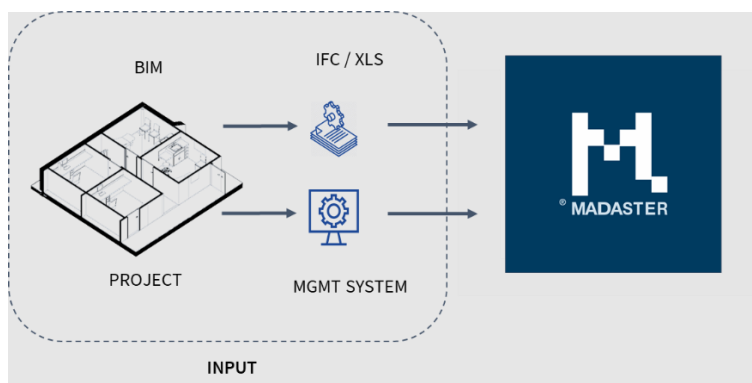 BIM
IFC / XLS
® MADASTER
PROJECT
MGMT SYSTEM
INPUT